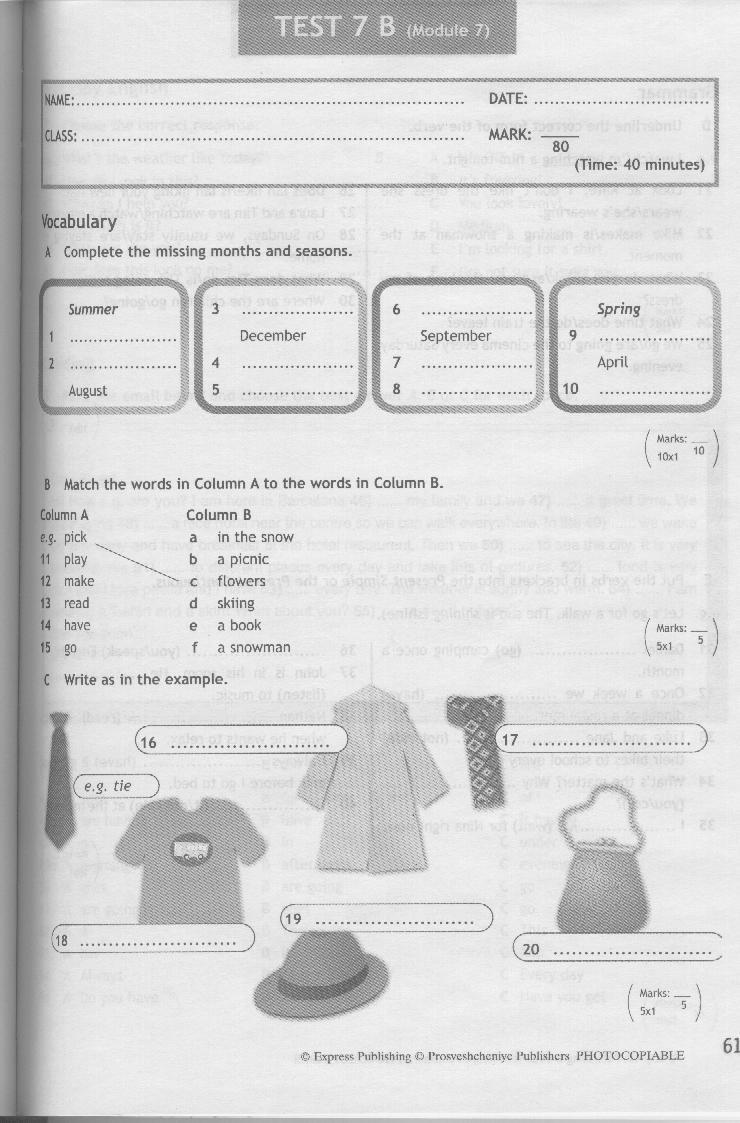 TEST 7 B (Module 7)
NAME:..........................................................................
DATE: ....................................
CLASS:..........................................................................
MARK: ____
80
(Time: 40 minutes)
Vocabulary
A Complete the missing months and seasons.
Summer
1 ......................
2 ......................
August
3 ......................
December
4 ......................
5 ......................
6 ......................
September
7 ......................
8 ......................
Spring
9 ......................
April
10 ......................
Marks: __
10x1 10
B Match the words in Column A to the words in Column B.
Column A Column B
e.g. pick a in the snow
11 play b a picnic
12 make c flowers
13 read d skiing
14 have e a book
15 go f a snowman
Marks: __
5x1 5
C Write as in the example.
16 ..........................
17 ..........................
e.g. tie
18 ..........................
19 ..........................
20 ..........................
Marks: __
5x1 5
61
© Express Publishing © Prosveshcheniye Publishers PHOTOCOPIABLE